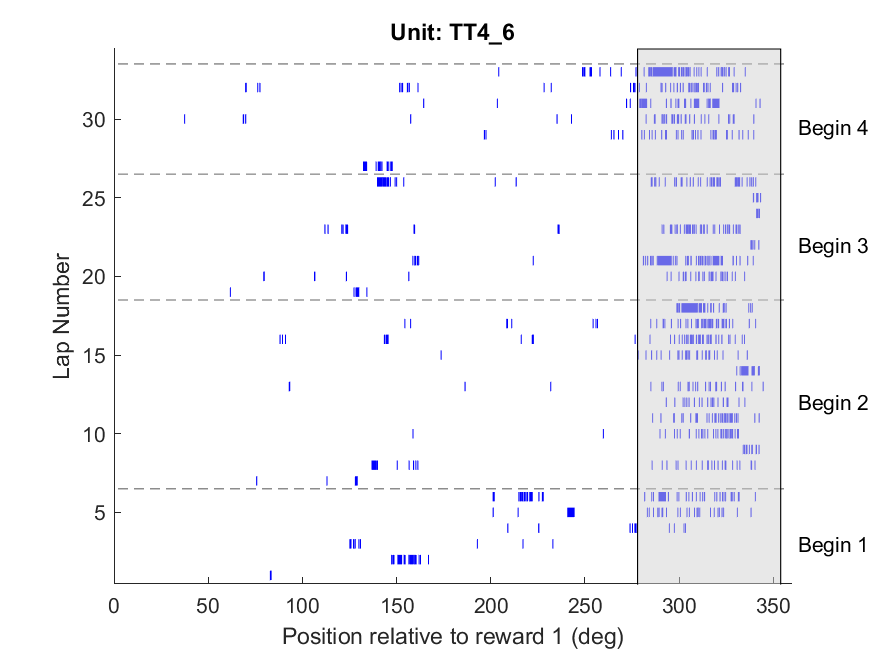 Unit: TT4_6
Lap Number
30
25
20
15
10
5
Begin 4
Begin 3
Begin 2
Begin 1
0 50 100 150 200 250 300 350
Position relative to reward 1 (deg)